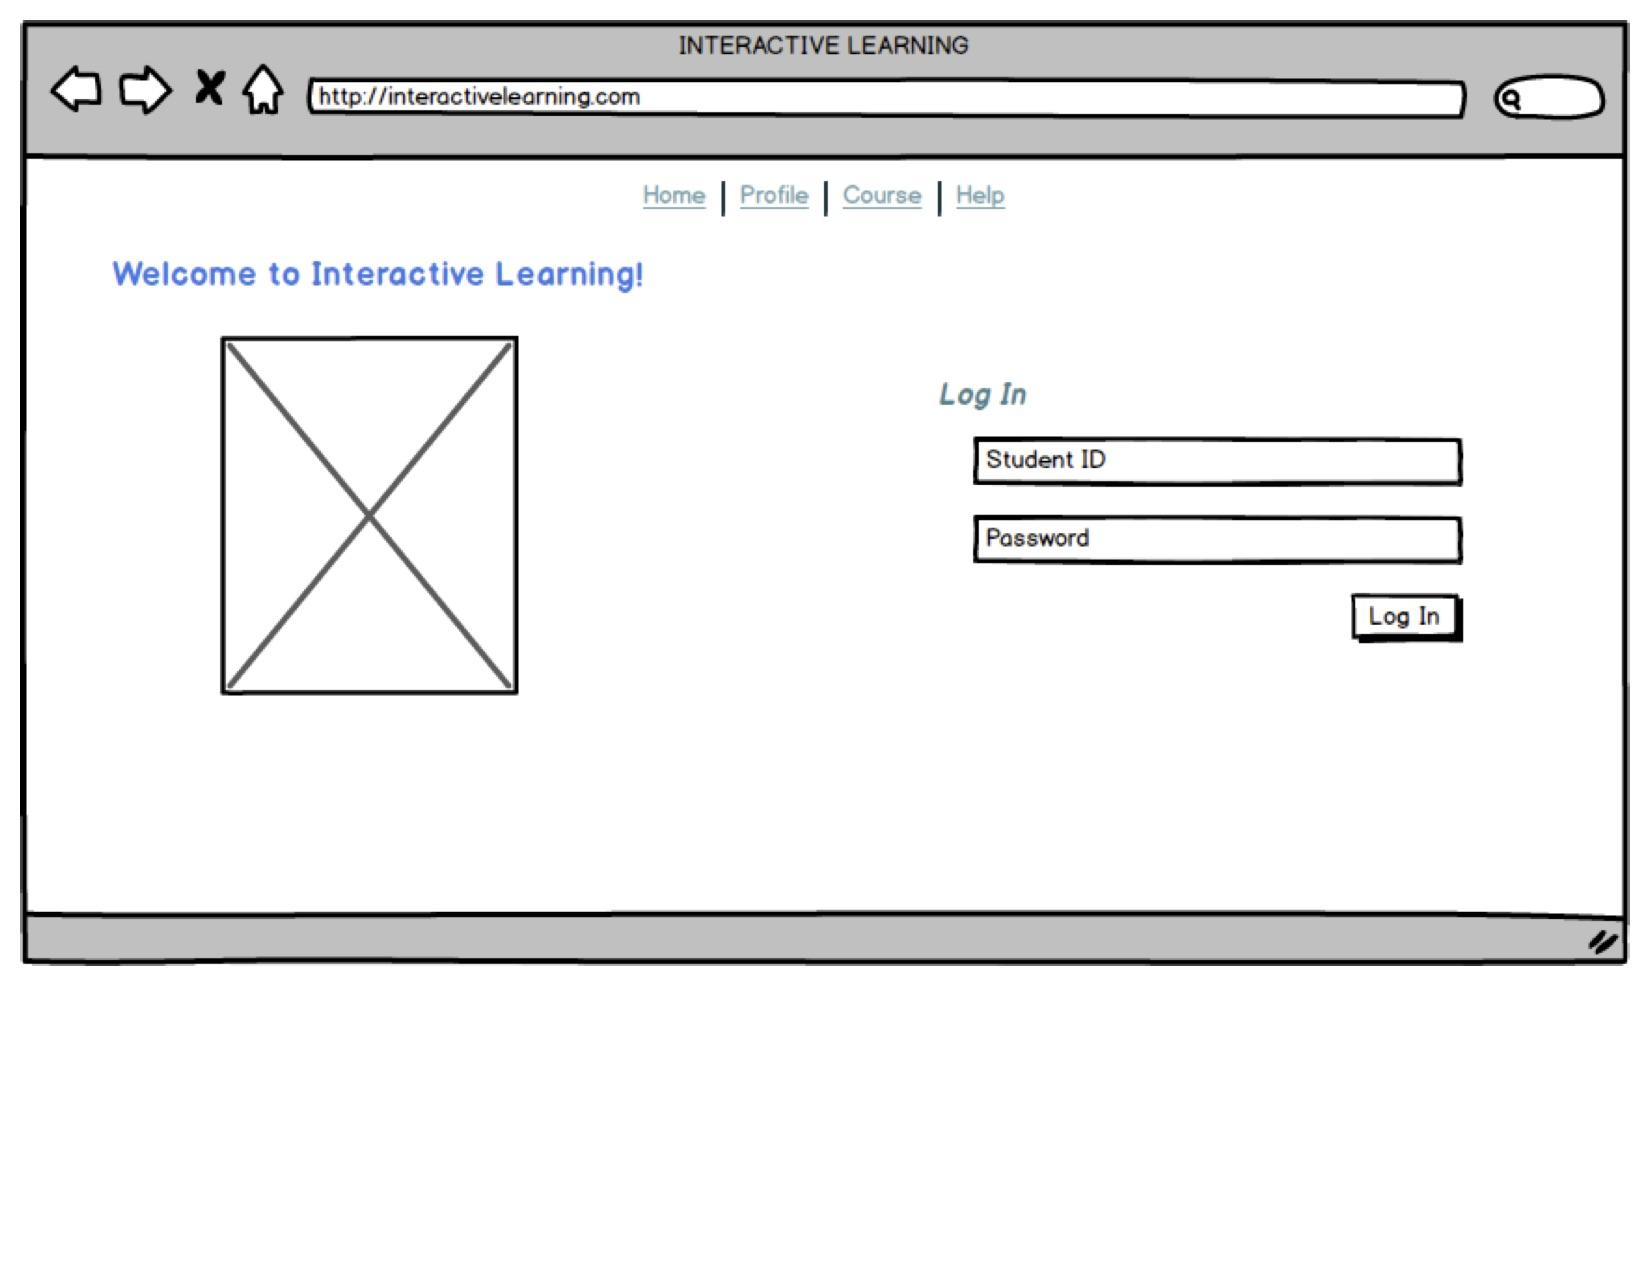 INTERACTIVE LEARNING
http://interactivelearning.com
Home | Profile | Course | Help
Welcome to Interactive Learning!
Log In
Student ID
Password
Log In